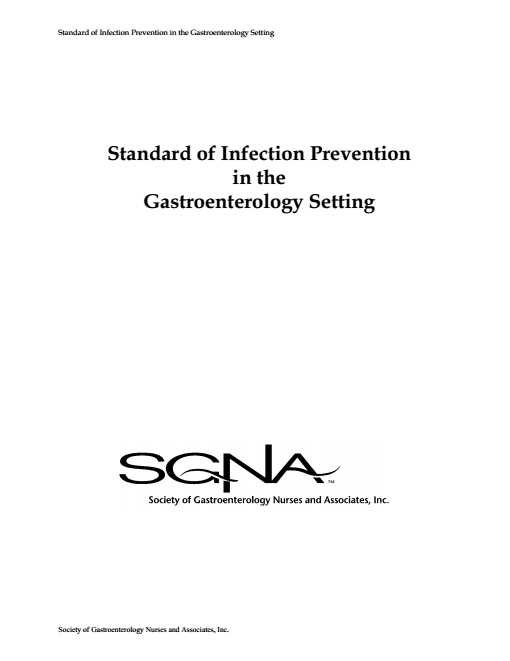 Standard of Infection Prevention in the Gastroenterology Setting
Standard of Infection Prevention
in the
Gastroenterology Setting
SGNA™
Society of Gastroenterology Nurses and Associates, Inc.
Society of Gastroenterology Nurses and Associates, Inc.